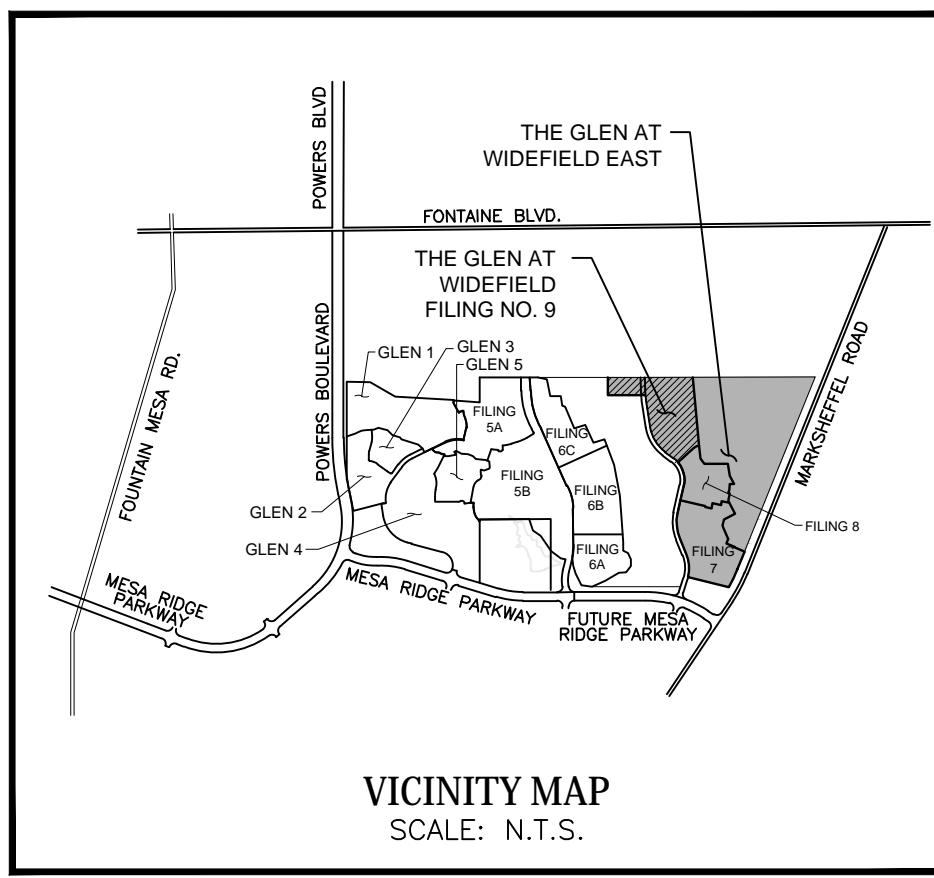 POWERS BLVD
THE GLEN AT
WIDEFIELD EAST
FONTAINE BLVD.
THE GLEN AT
WIDEFIELD
FILING NO. 9
FOUNTAIN MESA RD.
POWERS BOULEVARD
MARKSHEFFEL ROAD
GLEN 1
GLEN 3
GLEN 5
FILING
5A
FILING
6C
FILING
5B
FILING
6B
GLEN 2
FILING 8
GLEN 4
FILING
6A
FILING
7
MESA RIDGE
PARKWAY
MESA RIDGE PARKWAY
FUTURE MESA
RIDGE PARKWAY
VICINITY MAP
SCALE: N.T.S.